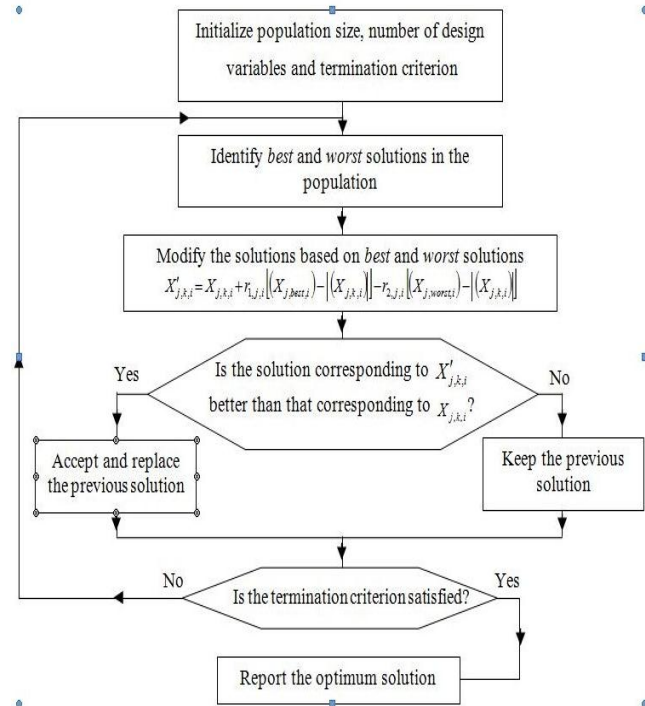 Initialize population size, number of design
variables and termination criterion
Identify best and worst solutions in the
population
Modify the solutions based on best and worst solutions
X'j,k,i = Xj,k,i + r1,j,i [(Xj,best,i) − |(Xj,k,i)|] − r2,j,i [(Xj,worst,i) − |(Xj,k,i)|]
Yes
Is the solution corresponding to X'j,k,i
better than that corresponding to Xj,k,i?
No
Accept and replace
the previous solution
Keep the previous
solution
No
Is the termination criterion satisfied?
Yes
Report the optimum solution